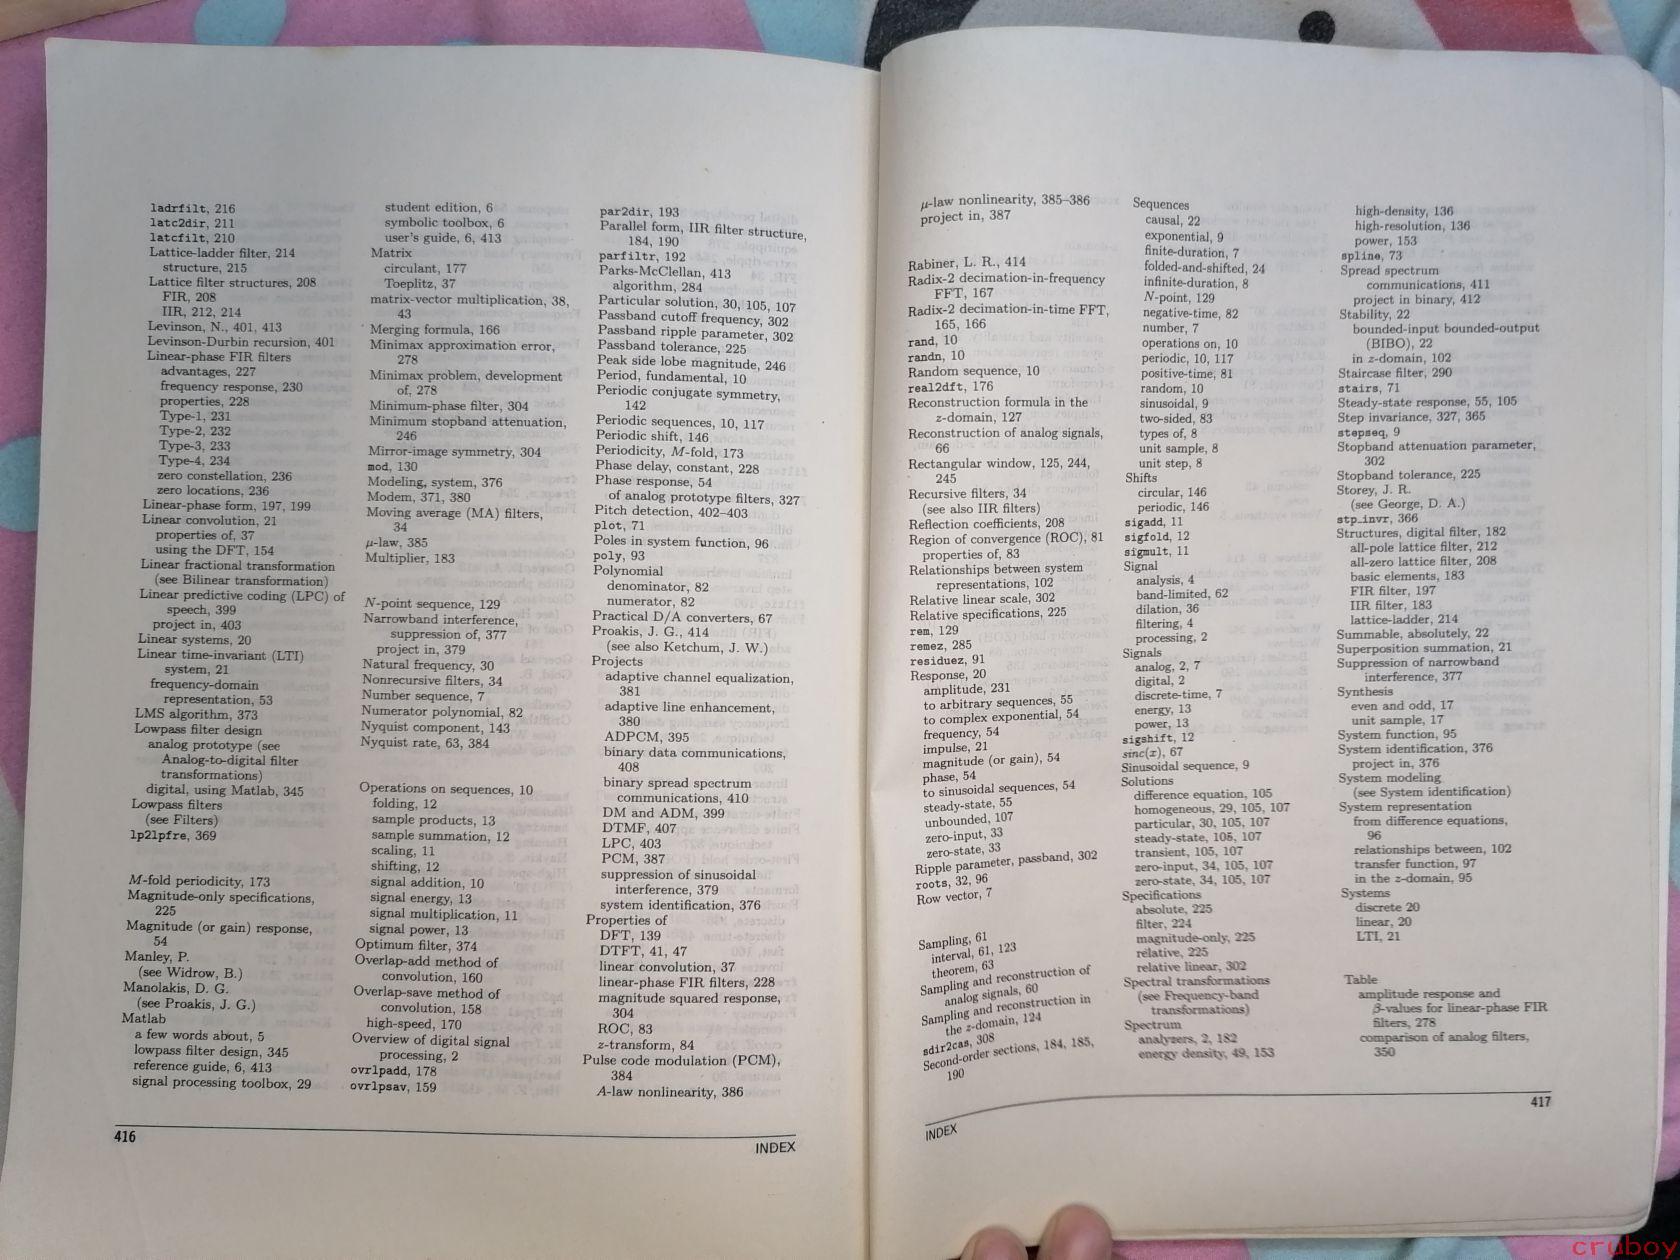 ladrfilt, 216
latc2dir, 211
latcfilt, 210
Lattice-ladder filter, 214
structure, 215
Lattice filter structures, 208
FIR, 208
IIR, 212, 214
Levinson, N., 401, 413
Levinson-Durbin recursion, 401
Linear-phase FIR filters
advantages, 227
frequency response, 230
properties, 228
Type-1, 231
Type-2, 232
Type-3, 233
Type-4, 234
zero constellation, 236
zero locations, 236
Linear-phase form, 197, 199
Linear convolution, 21
properties of, 37
using the DFT, 154
Linear fractional transformation
(see Bilinear transformation)
Linear predictive coding (LPC) of
speech, 399
project in, 403
Linear systems, 20
Linear time-invariant (LTI)
system, 21
frequency-domain
representation, 53
LMS algorithm, 373
Lowpass filter design
analog prototype (see
Analog-to-digital filter
transformations)
digital, using Matlab, 345
Lowpass filters
(see Filters)
lp2lpfre, 369
M-fold periodicity, 173
Magnitude-only specifications,
225
Magnitude (or gain) response,
54
Manley, P.
(see Widrow, B.)
Manolakis, D. G.
(see Proakis, J. G.)
Matlab
a few words about, 5
lowpass filter design, 345
reference guide, 6, 413
signal processing toolbox, 29
student edition, 6
symbolic toolbox, 6
user's guide, 6, 413
Matrix
circulant, 177
Toeplitz, 37
matrix-vector multiplication, 38,
43
Merging formula, 166
Minimax approximation error,
278
Minimax problem, development
of, 278
Minimum-phase filter, 304
Minimum stopband attenuation,
246
Mirror-image symmetry, 304
mod, 130
Modeling, system, 376
Modem, 371, 380
Moving average (MA) filters,
34
μ-law, 385
Multiplier, 183
N-point sequence, 129
Narrowband interference,
suppression of, 377
project in, 379
Natural frequency, 30
Nonrecursive filters, 34
Number sequence, 7
Numerator polynomial, 82
Nyquist component, 143
Nyquist rate, 63, 384
Operations on sequences, 10
folding, 12
sample products, 13
sample summation, 12
scaling, 11
shifting, 12
signal addition, 10
signal energy, 13
signal multiplication, 11
signal power, 13
Optimum filter, 374
Overlap-add method of
convolution, 160
Overlap-save method of
convolution, 158
high-speed, 170
Overview of digital signal
processing, 2
ovrlpadd, 178
ovrlpsav, 159
par2dir, 193
Parallel form, IIR filter structure,
184, 190
parfiltr, 192
Parks-McClellan, 413
algorithm, 284
Particular solution, 30, 105, 107
Passband cutoff frequency, 302
Passband ripple parameter, 302
Passband tolerance, 225
Peak side lobe magnitude, 246
Period, fundamental, 10
Periodic conjugate symmetry,
142
Periodic sequences, 10, 117
Periodic shift, 146
Periodicity, M-fold, 173
Phase delay, constant, 228
Phase response, 54
of analog prototype filters, 327
Pitch detection, 402–403
plot, 71
Poles in system function, 96
poly, 93
Polynomial
denominator, 82
numerator, 82
Practical D/A converters, 67
Proakis, J. G., 414
(see also Ketchum, J. W.)
Projects
adaptive channel equalization,
381
adaptive line enhancement,
380
ADPCM, 395
binary data communications,
408
binary spread spectrum
communications, 410
DM and ADM, 399
DTMF, 407
LPC, 403
PCM, 387
suppression of sinusoidal
interference, 379
system identification, 376
Properties of
DFT, 139
DTFT, 41, 47
linear convolution, 37
linear-phase FIR filters, 228
magnitude squared response,
304
ROC, 83
z-transform, 84
Pulse code modulation (PCM),
384
A-law nonlinearity, 386
416
INDEX
μ-law nonlinearity, 385–386
project in, 387
Rabiner, L. R., 414
Radix-2 decimation-in-frequency
FFT, 167
Radix-2 decimation-in-time FFT,
165, 166
rand, 10
randn, 10
Random sequence, 10
real2dft, 176
Reconstruction formula in the
z-domain, 127
Reconstruction of analog signals,
66
Rectangular window, 125, 244,
245
Recursive filters, 34
(see also IIR filters)
Reflection coefficients, 208
Region of convergence (ROC), 81
properties of, 83
Relationships between system
representations, 102
Relative linear scale, 302
Relative specifications, 225
rem, 129
remez, 285
residuez, 91
Response, 20
amplitude, 231
to arbitrary sequences, 55
to complex exponential, 54
frequency, 54
impulse, 21
magnitude (or gain), 54
phase, 54
to sinusoidal sequences, 54
steady-state, 55
unbounded, 107
zero-input, 33
zero-state, 33
Ripple parameter, passband, 302
roots, 32, 96
Row vector, 7
Sampling, 61
interval, 61, 123
theorem, 63
Sampling and reconstruction of
analog signals, 60
Sampling and reconstruction in
the z-domain, 124
sdir2cas, 308
Second-order sections, 184, 185,
190
Sequences
causal, 22
exponential, 9
finite-duration, 7
folded-and-shifted, 24
infinite-duration, 8
N-point, 129
negative-time, 82
number, 7
operations on, 10
periodic, 10, 117
positive-time, 81
random, 10
sinusoidal, 9
two-sided, 83
types of, 8
unit sample, 8
unit step, 8
Shifts
circular, 146
periodic, 146
sigadd, 11
sigfold, 12
sigmult, 11
Signal
analysis, 4
band-limited, 62
dilation, 36
filtering, 4
processing, 2
Signals
analog, 2, 7
digital, 2
discrete-time, 7
energy, 13
power, 13
sigshift, 12
sinc(x), 67
Sinusoidal sequence, 9
Solutions
difference equation, 105
homogeneous, 29, 105, 107
particular, 30, 105, 107
steady-state, 105, 107
transient, 105, 107
zero-input, 34, 105, 107
zero-state, 34, 105, 107
Specifications
absolute, 225
filter, 224
magnitude-only, 225
relative, 225
relative linear, 302
Spectral transformations
(see Frequency-band
transformations)
Spectrum
analyzers, 2, 182
energy density, 49, 153
high-density, 136
high-resolution, 136
power, 153
spline, 73
Spread spectrum
communications, 411
project in binary, 412
Stability, 22
bounded-input bounded-output
(BIBO), 22
in z-domain, 102
Staircase filter, 290
stairs, 71
Steady-state response, 55, 105
Step invariance, 327, 365
stepseq, 9
Stopband attenuation parameter,
302
Stopband tolerance, 225
Storey, J. R.
(see George, D. A.)
stp_invr, 366
Structures, digital filter, 182
all-pole lattice filter, 212
all-zero lattice filter, 208
basic elements, 183
FIR filter, 197
IIR filter, 183
lattice-ladder, 214
Summable, absolutely, 22
Superposition summation, 21
Suppression of narrowband
interference, 377
Synthesis
even and odd, 17
unit sample, 17
System function, 95
System identification, 376
project in, 376
System modeling
(see System identification)
System representation
from difference equations,
96
relationships between, 102
transfer function, 97
in the z-domain, 95
Systems
discrete 20
linear, 20
LTI, 21
Table
amplitude response and
β-values for linear-phase FIR
filters, 278
comparison of analog filters,
350
INDEX
417
cruboy